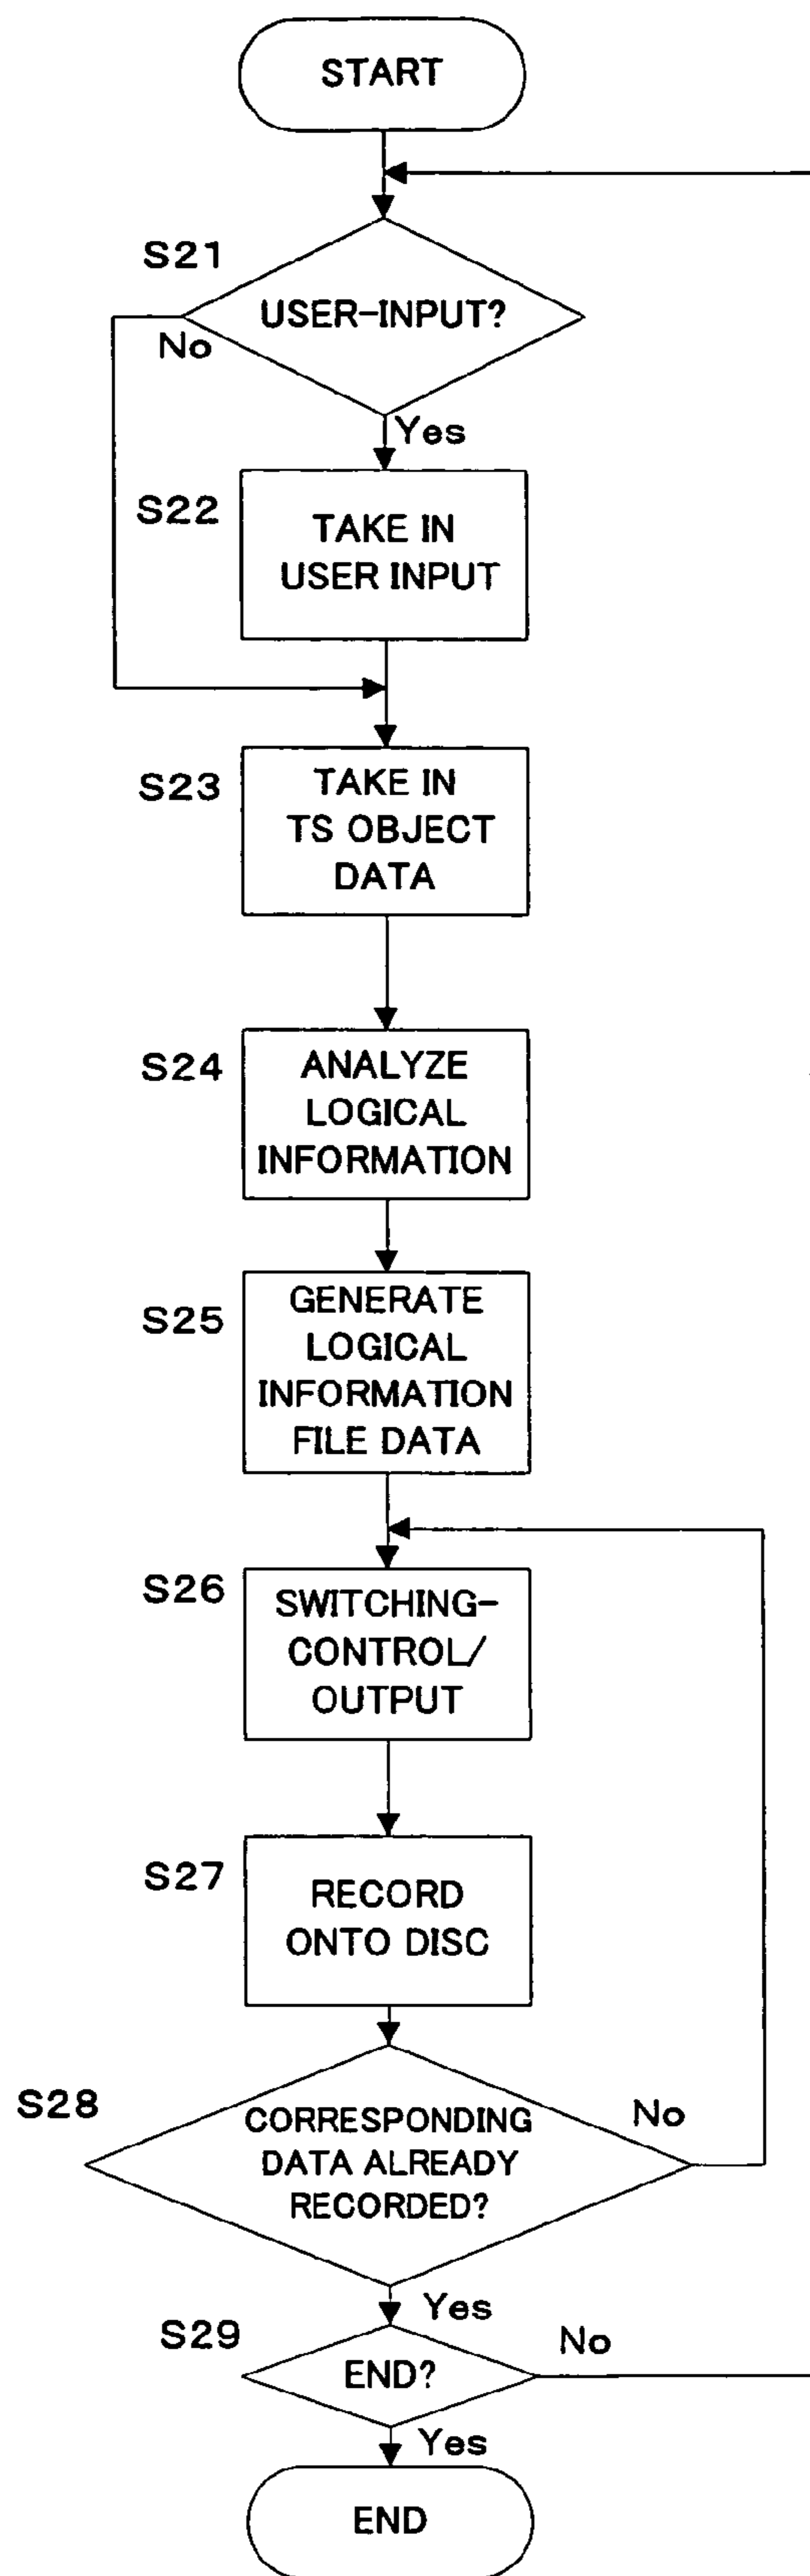 START
S21
USER-INPUT?
No
Yes
S22
TAKE IN
USER INPUT
S23
TAKE IN
TS OBJECT
DATA
S24
ANALYZE
LOGICAL
INFORMATION
S25
GENERATE
LOGICAL
INFORMATION
FILE DATA
S26
SWITCHING-
CONTROL/
OUTPUT
S27
RECORD
ONTO DISC
S28
CORRESPONDING
DATA ALREADY
RECORDED?
No
Yes
S29
END?
No
Yes
END